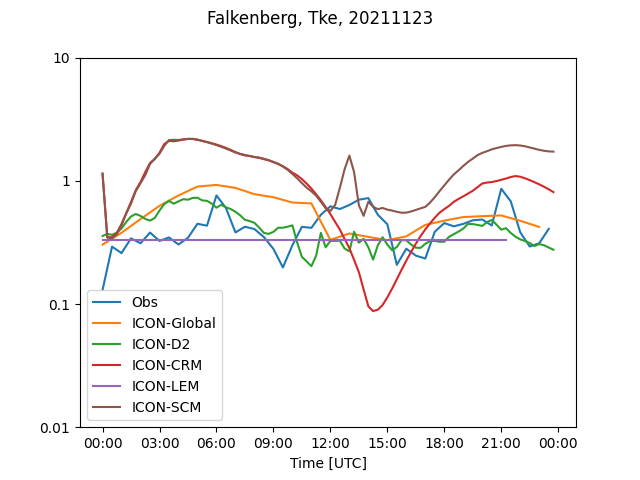 Falkenberg, Tke, 20211123
10
1
0.1
0.01
Obs
ICON-Global
ICON-D2
ICON-CRM
ICON-LEM
ICON-SCM
00:00 03:00 06:00 09:00 12:00 15:00 18:00 21:00 00:00
Time [UTC]